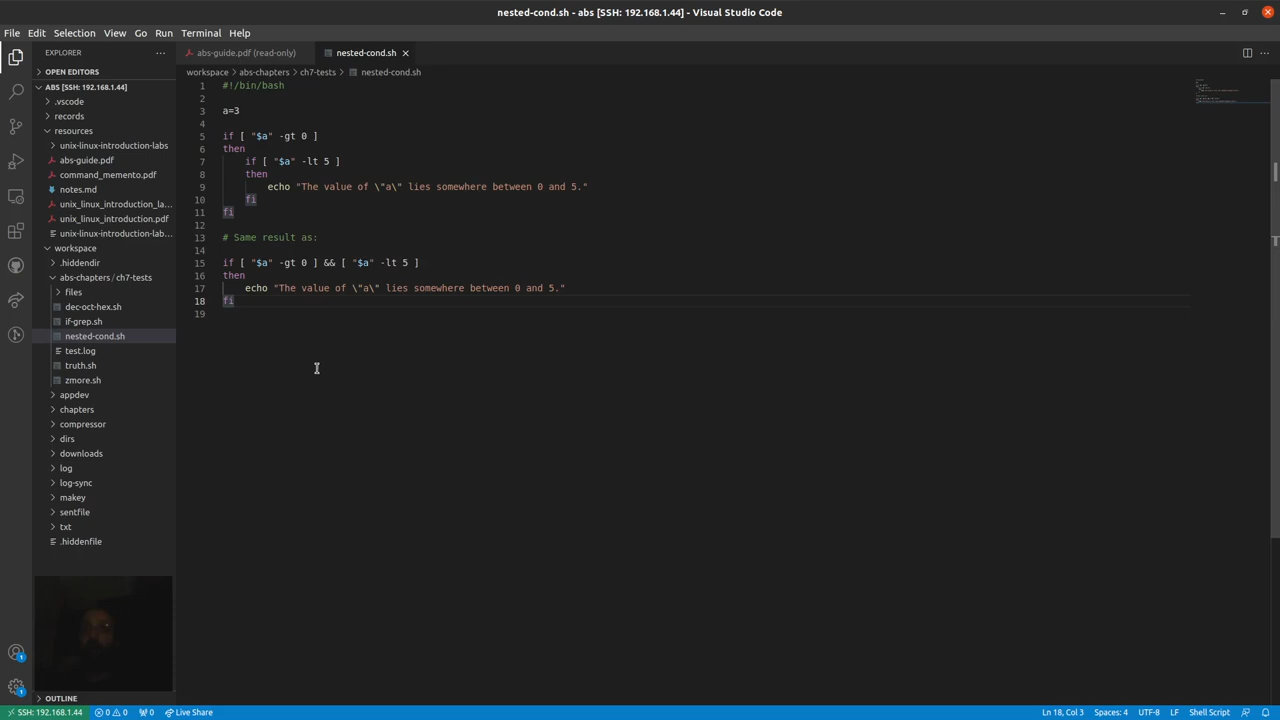 nested-cond.sh - abs [SSH: 192.168.1.44] - Visual Studio Code
File Edit Selection View Go Run Terminal Help
EXPLORER
OPEN EDITORS
ABS [SSH: 192.168.1.44]
.vscode
records
resources
unix-linux-introduction-labs
abs-guide.pdf
command_memento.pdf
notes.md
unix_linux_introduction_la...
unix_linux_introduction.pdf
unix-linux-introduction-lab...
workspace
.hiddendir
abs-chapters / ch7-tests
files
dec-oct-hex.sh
if-grep.sh
nested-cond.sh
test.log
truth.sh
zmore.sh
appdev
chapters
compressor
dirs
downloads
log
log-sync
makey
sentfile
txt
.hiddenfile
OUTLINE
abs-guide.pdf (read-only)
nested-cond.sh
workspace > abs-chapters > ch7-tests > nested-cond.sh
1 #!/bin/bash
2
3 a=3
4
5 if [ "$a" -gt 0 ]
6 then
7 if [ "$a" -lt 5 ]
8 then
9 echo "The value of \"a\" lies somewhere between 0 and 5."
10 fi
11 fi
12
13 # Same result as:
14
15 if [ "$a" -gt 0 ] && [ "$a" -lt 5 ]
16 then
17 echo "The value of \"a\" lies somewhere between 0 and 5."
18 fi
19
1
1
SSH: 192.168.1.44 0 0 0 Live Share
Ln 18, Col 3 Spaces: 4 UTF-8 LF Shell Script